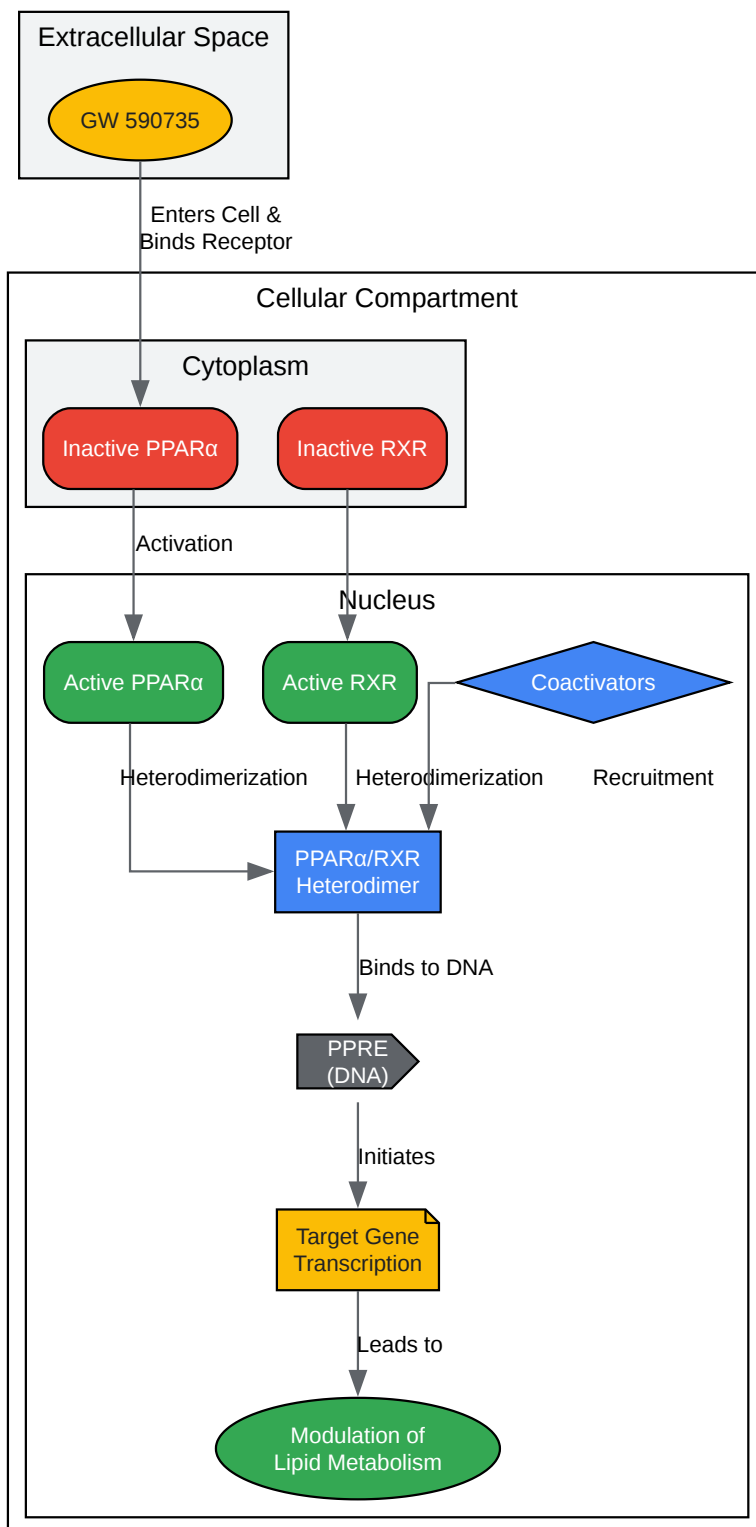 Extracellular Space
GW 590735
Enters Cell &
Binds Receptor
Cellular Compartment
Cytoplasm
Inactive PPARα
Inactive RXR
Activation
Nucleus
Active PPARα
Active RXR
Coactivators
Heterodimerization
Heterodimerization
Recruitment
PPARα/RXR
Heterodimer
Binds to DNA
PPRE
(DNA)
Initiates
Target Gene
Transcription
Leads to
Modulation of
Lipid Metabolism